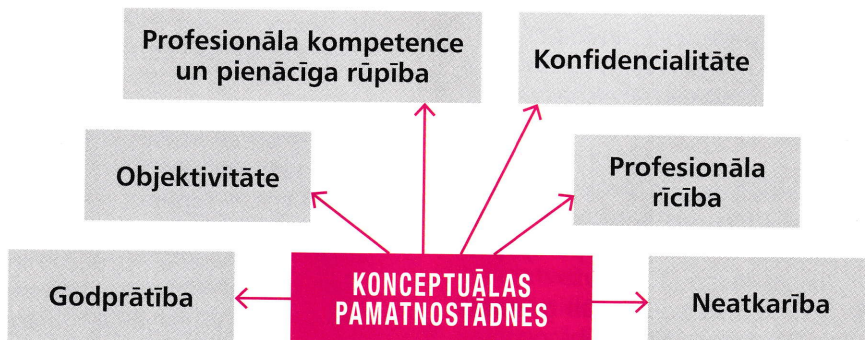 Profesionāla kompetence
un pienācīga rūpība
Konfidencialitāte
Objektivitāte
Profesionāla
rīcība
Godprātība
KONCEPTUĀLAS
PAMATNOSTĀDNES
Neatkarība